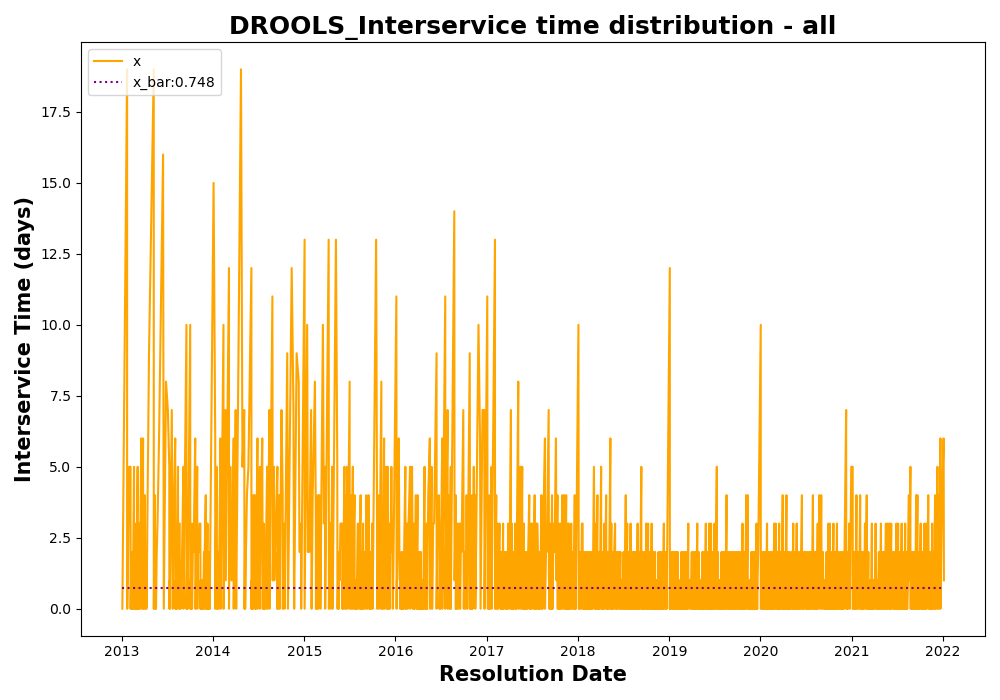 DROOLS_Interservice time distribution - all
x
x_bar:0.748
17.5
15.0
12.5
10.0
7.5
5.0
2.5
0.0
Interservice Time (days)
2013 2014 2015 2016 2017 2018 2019 2020 2021 2022
Resolution Date